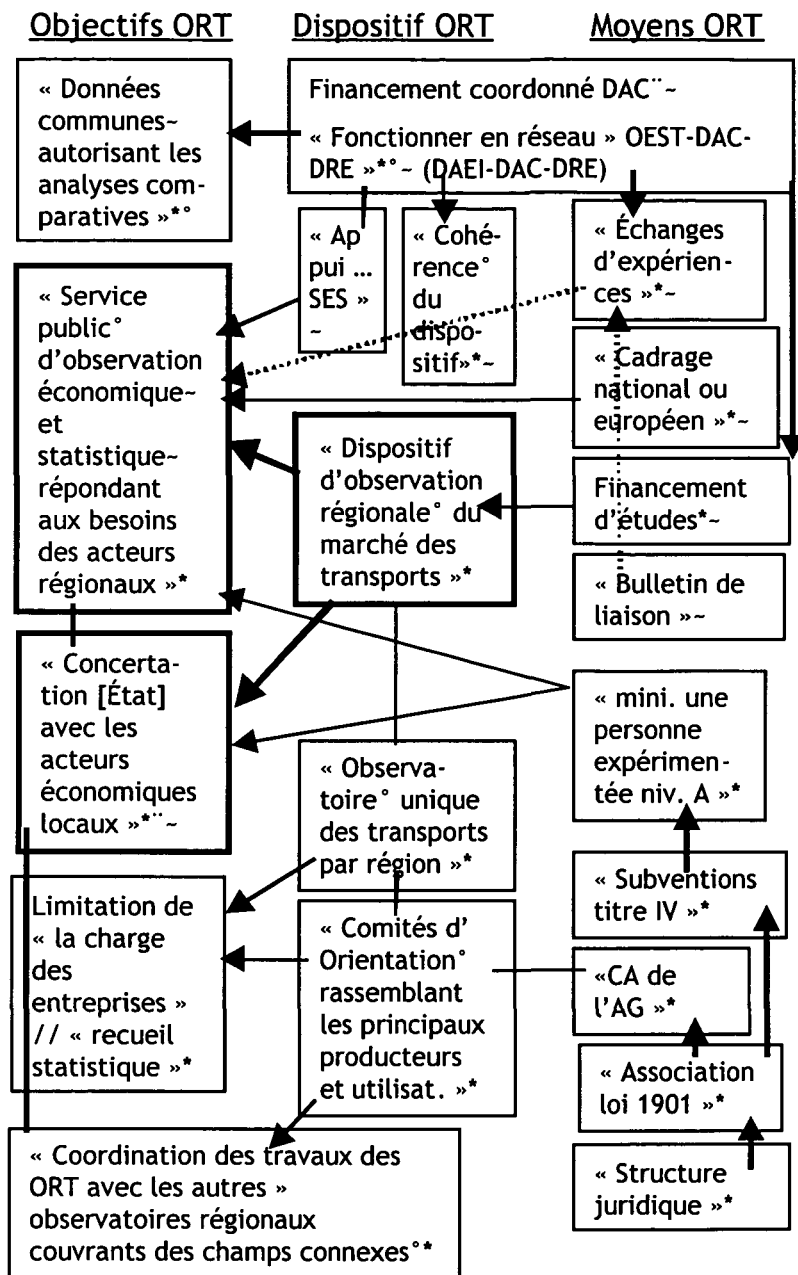 Objectifs ORT
Dispositif ORT
Moyens ORT
« Données
communes~
autorisant les
analyses com-
paratives »*°
Financement coordonné DAC¨~
« Fonctionner en réseau » OEST-DAC-
DRE »*°~ (DAEI-DAC-DRE)
« Ap
pui ...
SES »
~
« Cohé-
rence°
du
dispo-
sitif»*~
« Échanges
d'expérien-
ces »*~
« Service
public°
d'observation
économique~
et
statistique~
répondant
aux besoins
des acteurs
régionaux »*
« Cadrage
national ou
européen »*~
« Dispositif
d'observation
régionale° du
marché des
transports »*
Financement
d'études*~
« Bulletin de
liaison »~
« Concerta-
tion [État]
avec les
acteurs
économiques
locaux »*¨~
« mini. une
personne
expérimen-
tée niv. A »*
« Observa-
toire° unique
des transports
par région »*
« Subventions
titre IV »*
Limitation de
« la charge
des
entreprises »
// « recueil
statistique »*
« Comités d'
Orientation°
rassemblant
les principaux
producteurs
et utilisat. »*
«CA de
l'AG »*
« Association
loi 1901 »*
« Structure
juridique »*
« Coordination des travaux des
ORT avec les autres »
observatoires régionaux
couvrants des champs connexes°*